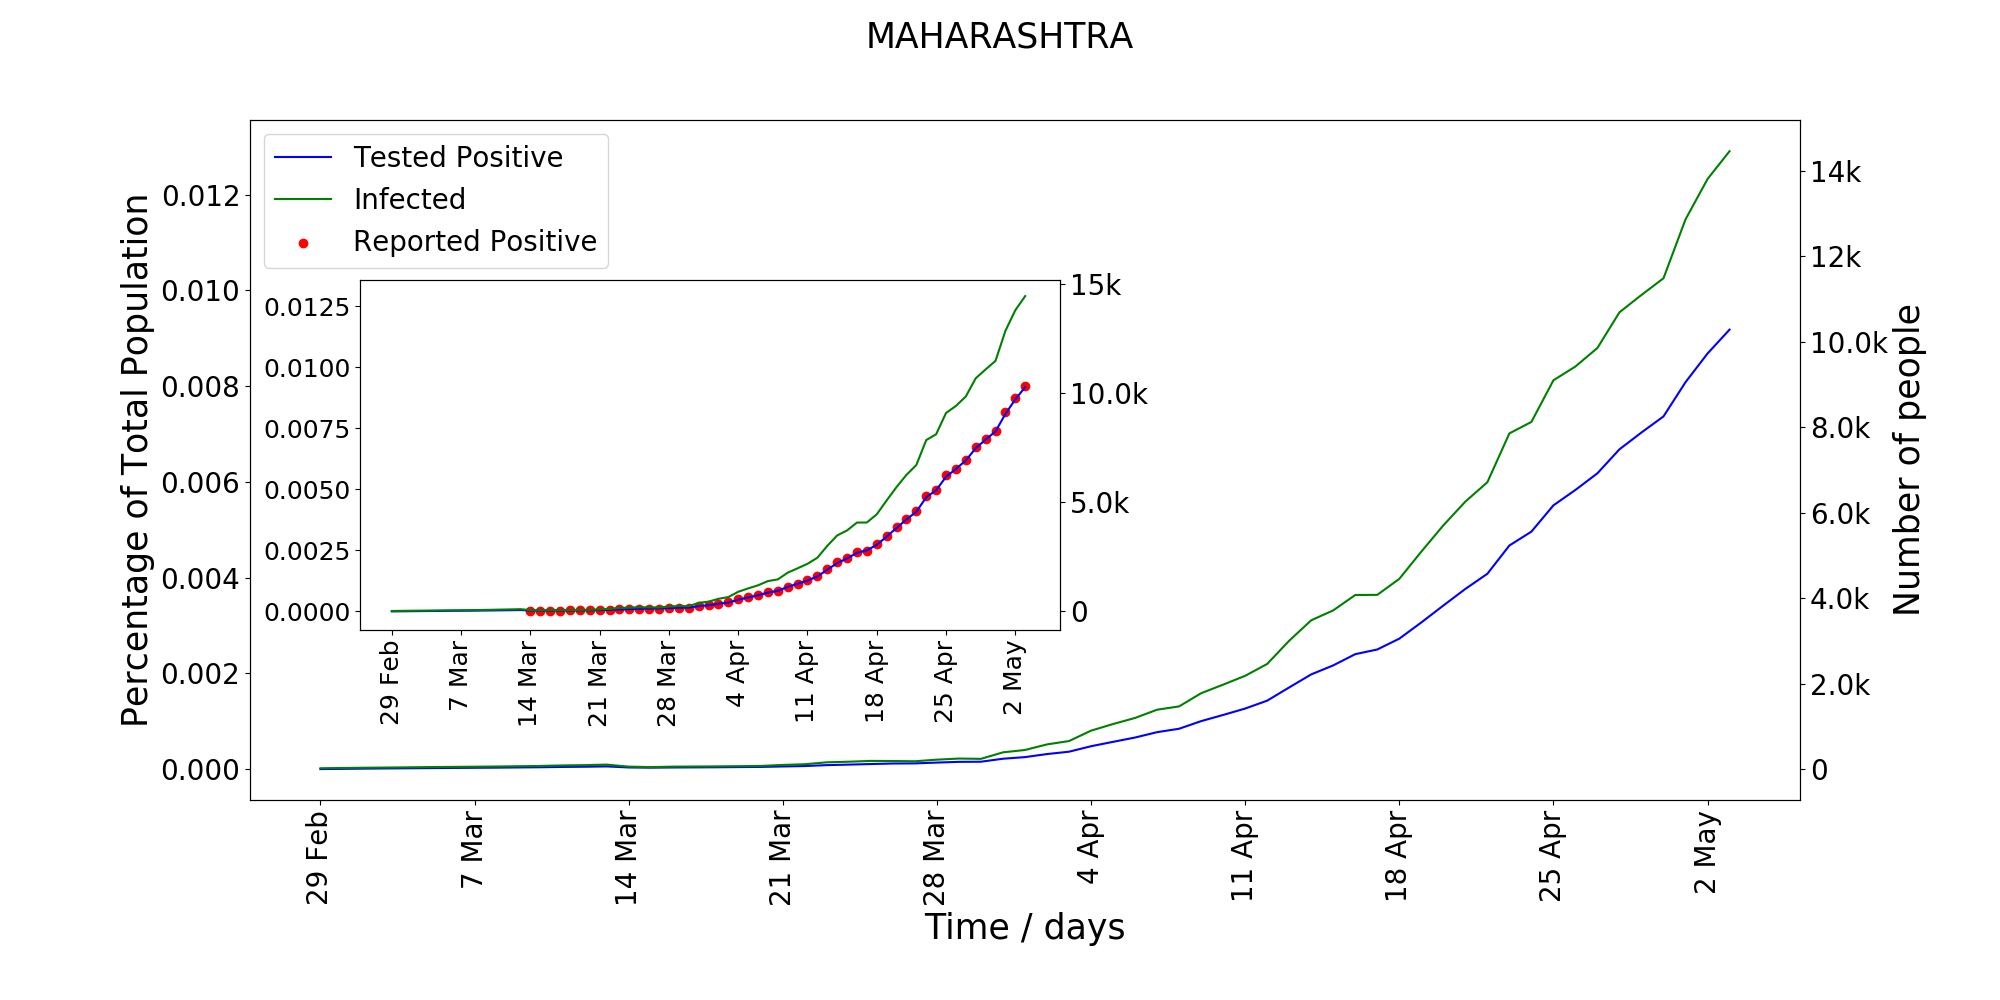 MAHARASHTRA
Tested Positive
Infected
Reported Positive
Percentage of Total Population
0.012
0.010
0.008
0.006
0.004
0.002
0.000
14k
12k
10.0k
8.0k
6.0k
4.0k
2.0k
0
Number of people
0.0125
0.0100
0.0075
0.0050
0.0025
0.0000
15k
10.0k
5.0k
0
29 Feb
7 Mar
14 Mar
21 Mar
28 Mar
4 Apr
11 Apr
18 Apr
25 Apr
2 May
29 Feb
7 Mar
14 Mar
21 Mar
28 Mar
4 Apr
11 Apr
18 Apr
25 Apr
2 May
Time / days